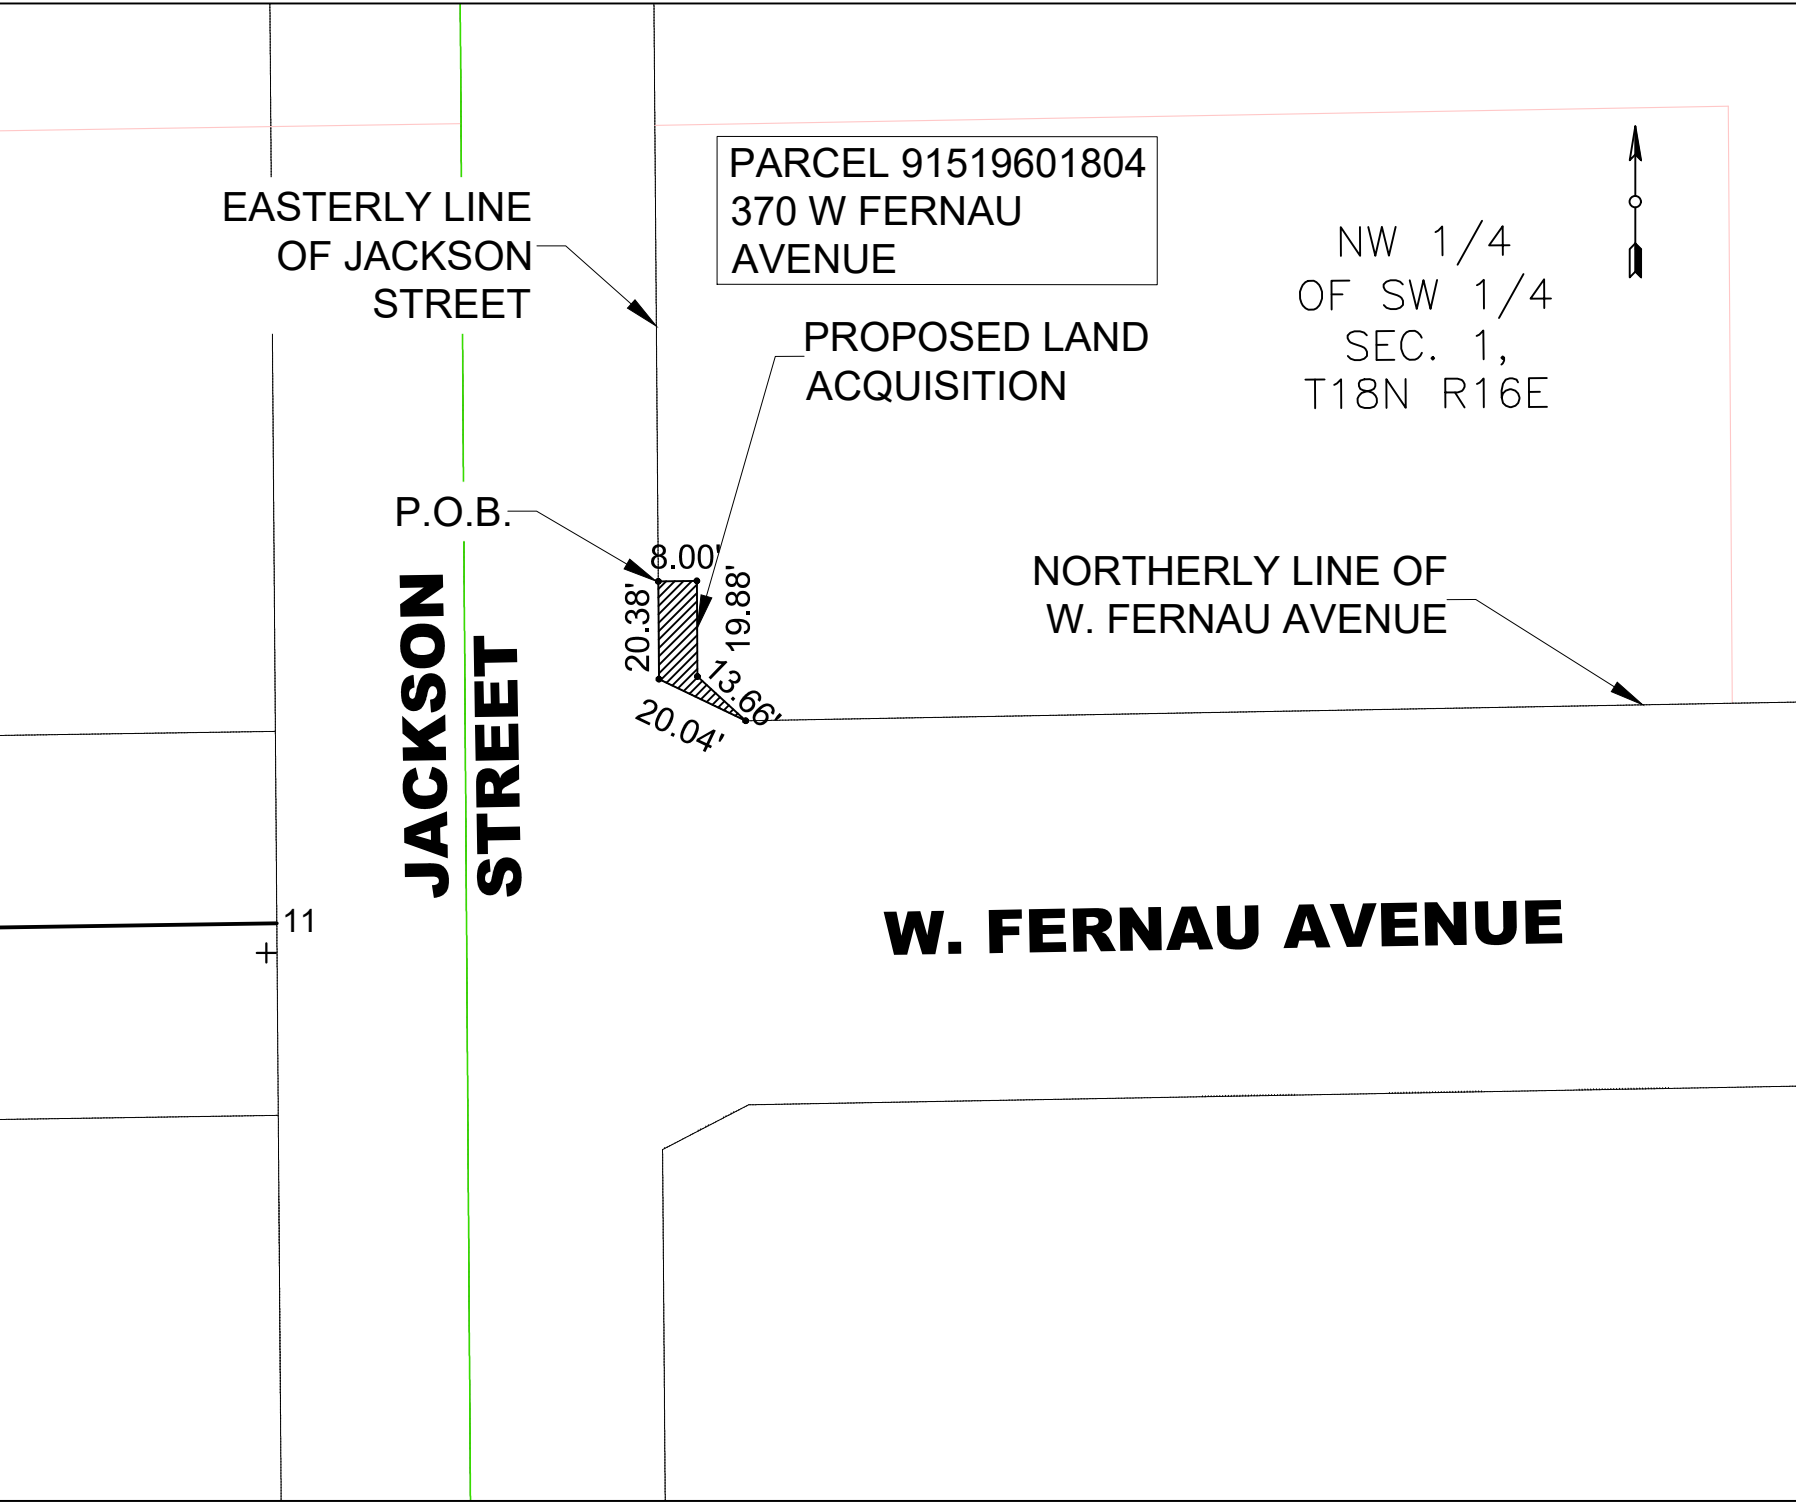 PARCEL 91519601804
370 W FERNAU
AVENUE
EASTERLY LINE
OF JACKSON
STREET
NW 1/4
OF SW 1/4
SEC. 1,
T18N R16E
PROPOSED LAND
ACQUISITION
P.O.B.
8.00'
20.38'
19.88'
13.66'
20.04'
NORTHERLY LINE OF
W. FERNAU AVENUE
JACKSON
STREET
11
W. FERNAU AVENUE